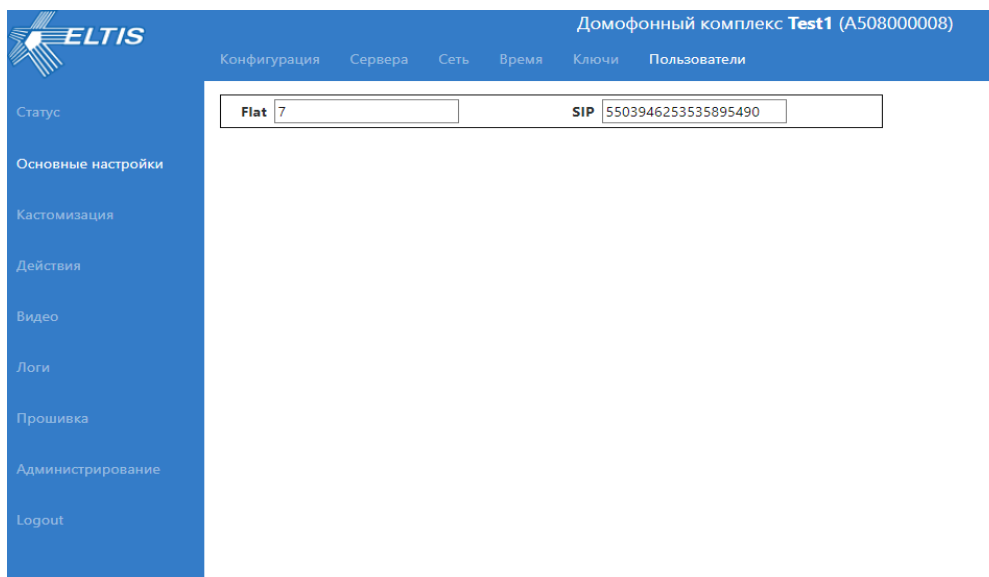 ELTIS
Домофонный комплекс Test1 (A508000008)
Конфигурация Сервера Сеть Время Ключи Пользователи
Flat 7 SIP 5503946253535895490
Статус
Основные настройки
Кастомизация
Действия
Видео
Логи
Прошивка
Администрирование
Logout